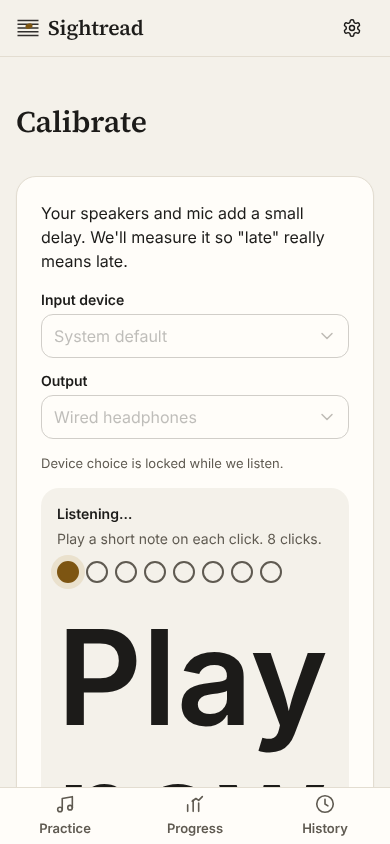 Sightread
Calibrate
Your speakers and mic add a small
delay. We'll measure it so "late" really
means late.
Input device
System default
Output
Wired headphones
Device choice is locked while we listen.
Listening...
Play a short note on each click. 8 clicks.
Play
Practice
Progress
History